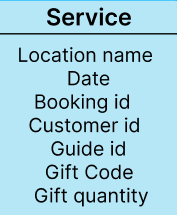 Service
Location name
Date
Booking id
Customer id
Guide id
Gift Code
Gift quantity